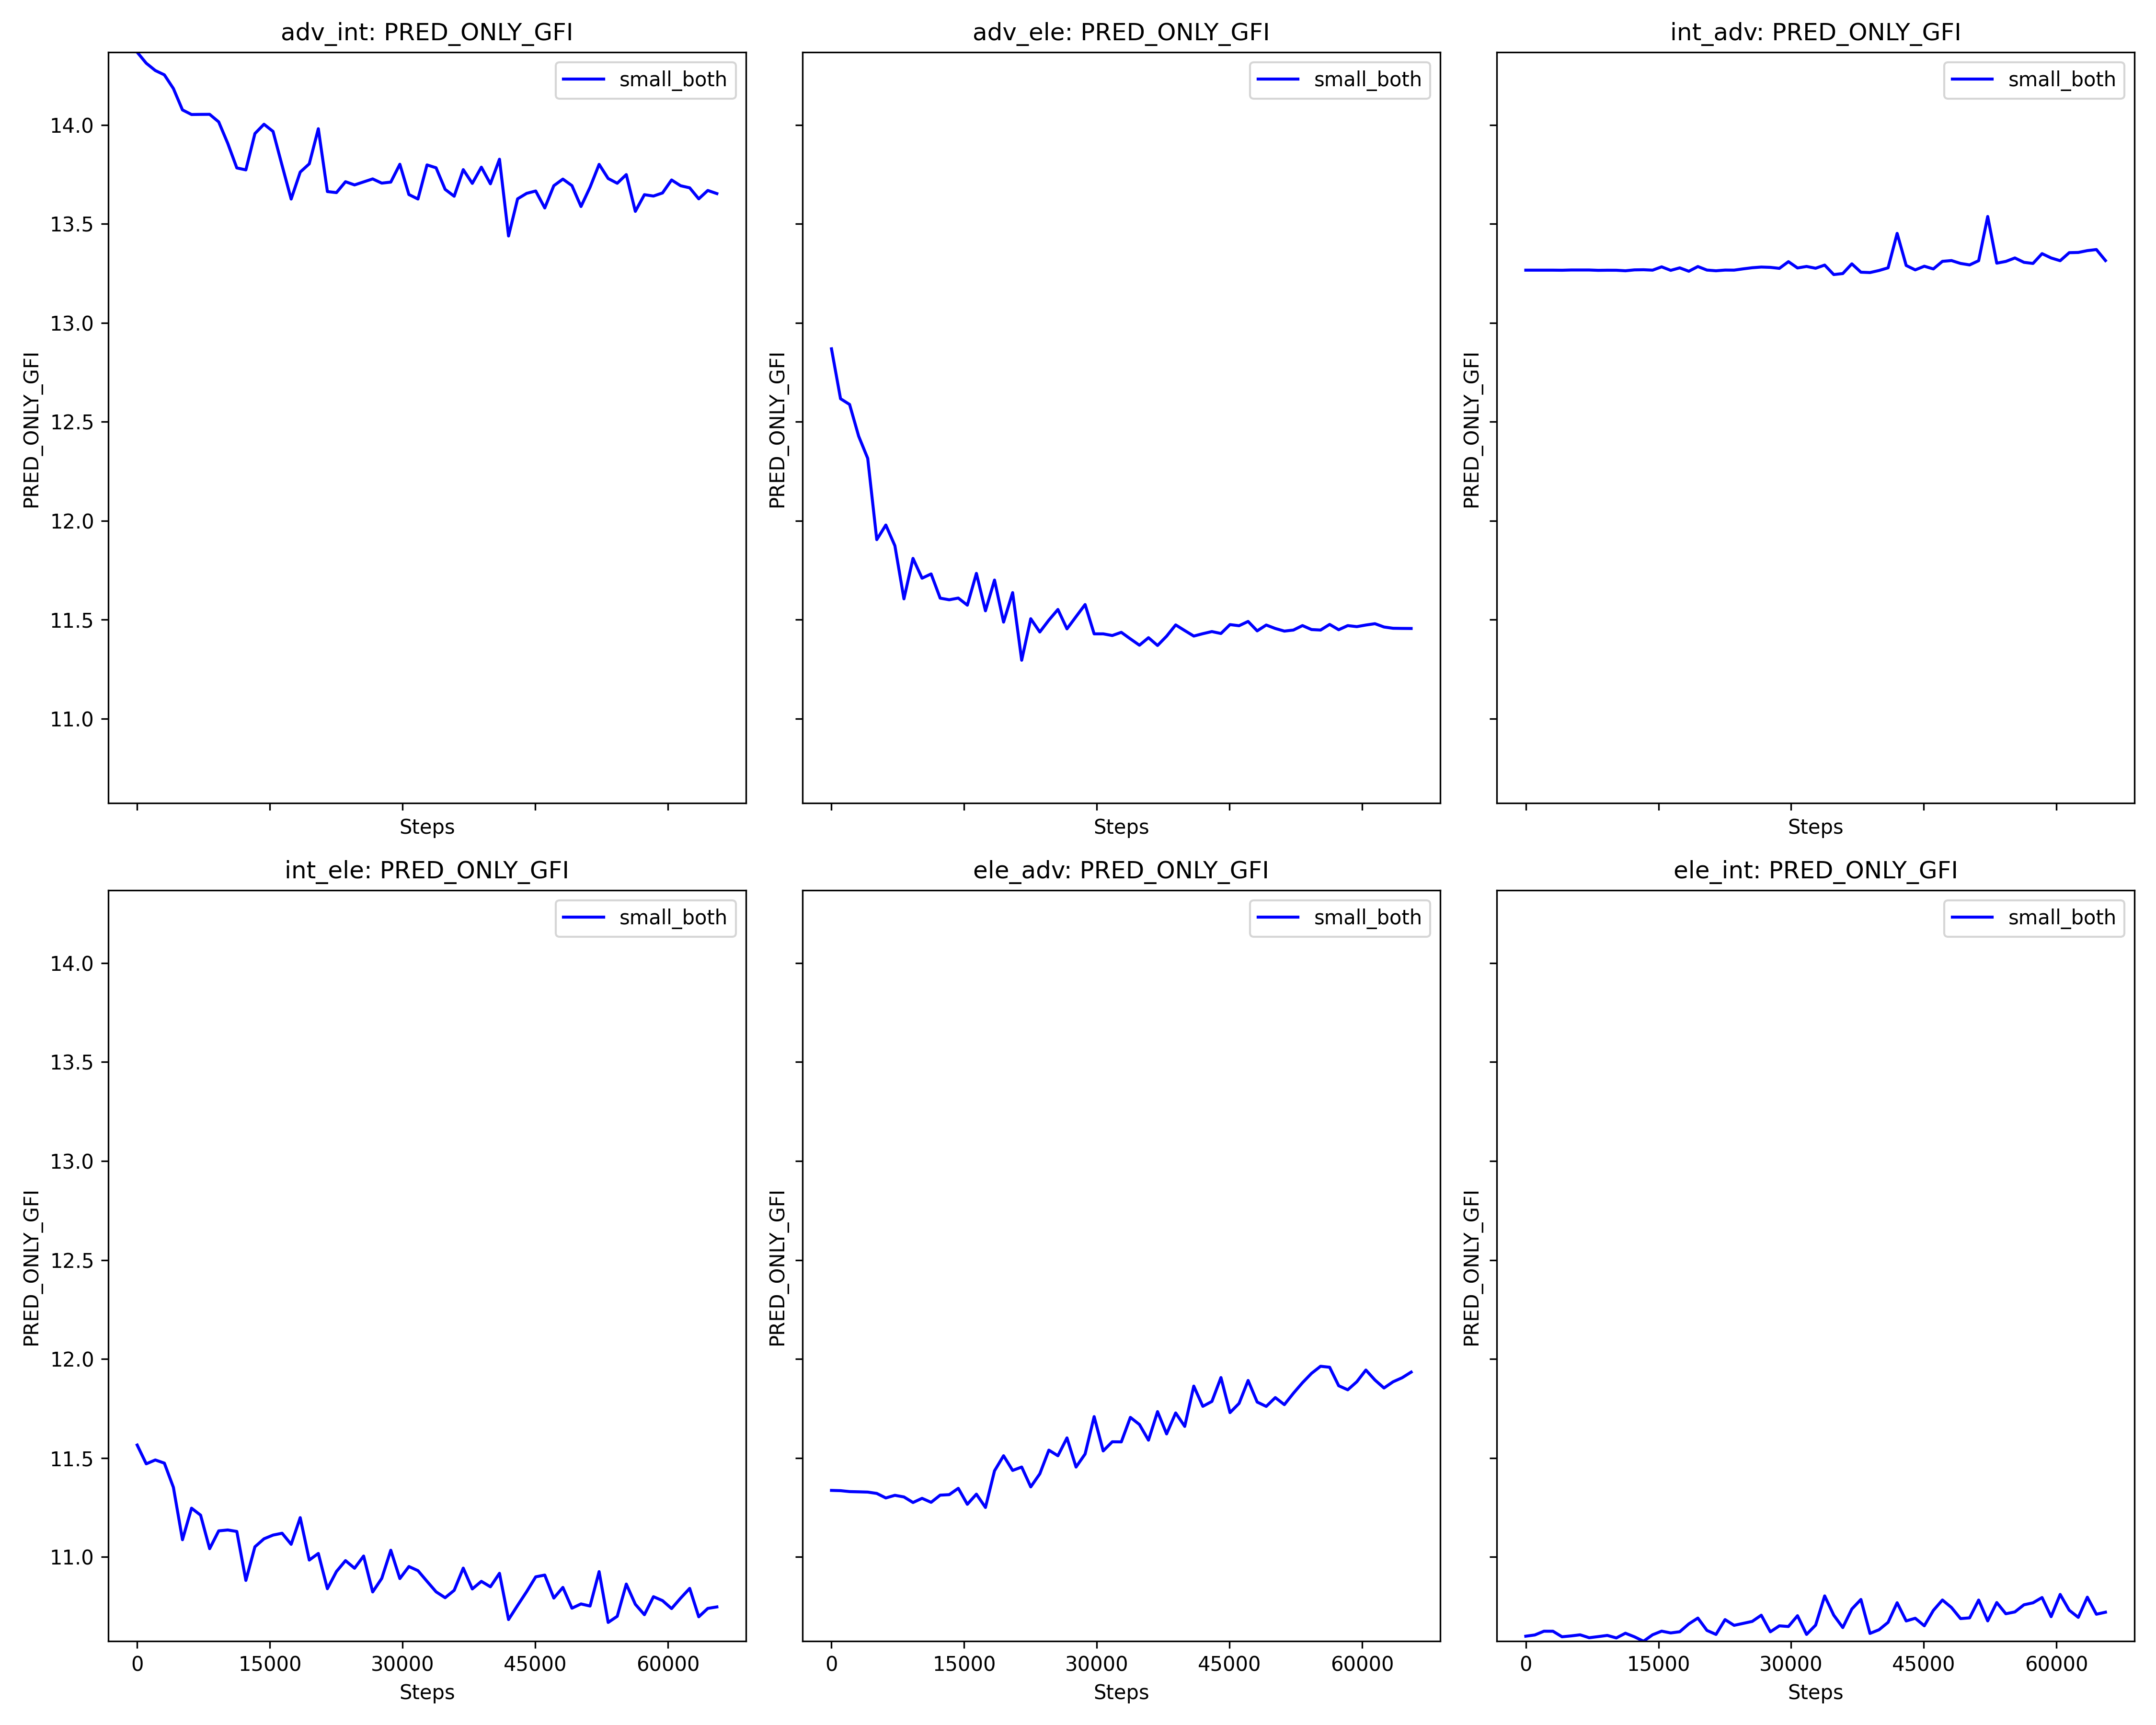 adv_int: PRED_ONLY_GFI
adv_ele: PRED_ONLY_GFI
int_adv: PRED_ONLY_GFI
small_both
small_both
small_both
14.0
13.5
13.0
12.5
12.0
11.5
11.0
PRED_ONLY_GFI
PRED_ONLY_GFI
PRED_ONLY_GFI
Steps
Steps
Steps
int_ele: PRED_ONLY_GFI
ele_adv: PRED_ONLY_GFI
ele_int: PRED_ONLY_GFI
small_both
small_both
small_both
14.0
13.5
13.0
12.5
12.0
11.5
11.0
PRED_ONLY_GFI
PRED_ONLY_GFI
PRED_ONLY_GFI
0 15000 30000 45000 60000
0 15000 30000 45000 60000
0 15000 30000 45000 60000
Steps
Steps
Steps